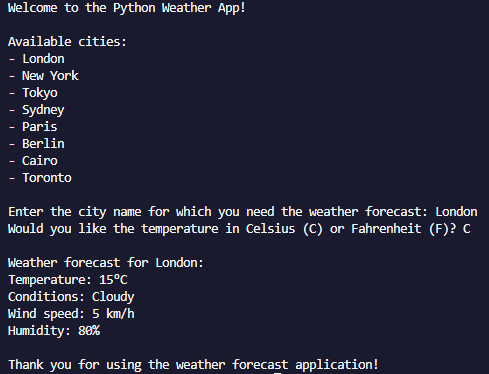 Welcome to the Python Weather App!

Available cities:
- London
- New York
- Tokyo
- Sydney
- Paris
- Berlin
- Cairo
- Toronto

Enter the city name for which you need the weather forecast: London
Would you like the temperature in Celsius (C) or Fahrenheit (F)? C

Weather forecast for London:
Temperature: 15°C
Conditions: Cloudy
Wind speed: 5 km/h
Humidity: 80%

Thank you for using the weather forecast application!